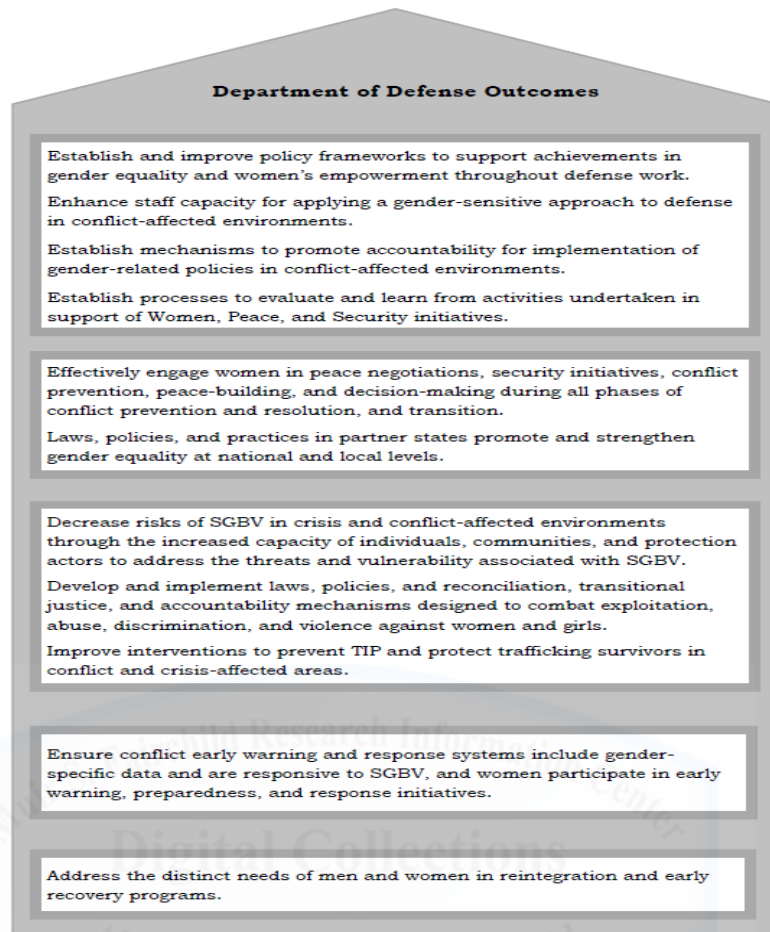 Department of Defense Outcomes
Establish and improve policy frameworks to support achievements in
gender equality and women's empowerment throughout defense work.
Enhance staff capacity for applying a gender-sensitive approach to defense
in conflict-affected environments.
Establish mechanisms to promote accountability for implementation of
gender-related policies in conflict-affected environments.
Establish processes to evaluate and learn from activities undertaken in
support of Women, Peace, and Security initiatives.
Effectively engage women in peace negotiations, security initiatives, conflict
prevention, peace-building, and decision-making during all phases of
conflict prevention and resolution, and transition.
Laws, policies, and practices in partner states promote and strengthen
gender equality at national and local levels.
Decrease risks of SGBV in crisis and conflict-affected environments
through the increased capacity of individuals, communities, and protection
actors to address the threats and vulnerability associated with SGBV.
Develop and implement laws, policies, and reconciliation, transitional
justice, and accountability mechanisms designed to combat exploitation,
abuse, discrimination, and violence against women and girls.
Improve interventions to prevent TIP and protect trafficking survivors in
conflict and crisis-affected areas.
Fairchild Research Information Center
Ensure conflict early warning and response systems include gender-
specific data and are responsive to SGBV, and women participate in early
warning, preparedness, and response initiatives.
Digital Collections
Address the distinct needs of men and women in reintegration and early
recovery programs.